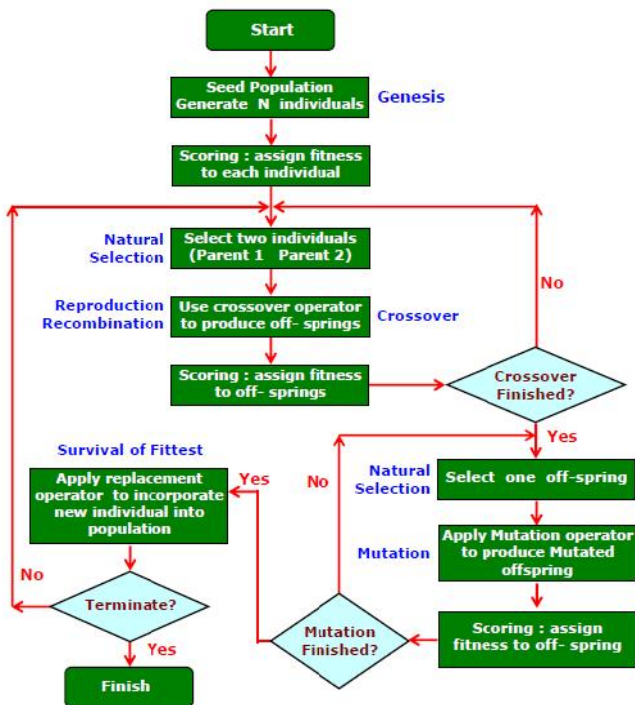 Start
Seed Population
Generate N individuals
Genesis
Scoring : assign fitness
to each individual
Natural
Selection
Select two individuals
(Parent 1 Parent 2)
No
Reproduction
Recombination
Use crossover operator
to produce off- springs
Crossover
Scoring : assign fitness
to off- springs
Crossover
Finished?
Yes
Survival of Fittest
Apply replacement
operator to incorporate
new individual into
population
Yes
No
Natural
Selection
Select one off-spring
Mutation
Apply Mutation operator
to produce Mutated
offspring
No
Terminate?
Mutation
Finished?
Scoring : assign
fitness to off- spring
Yes
Finish